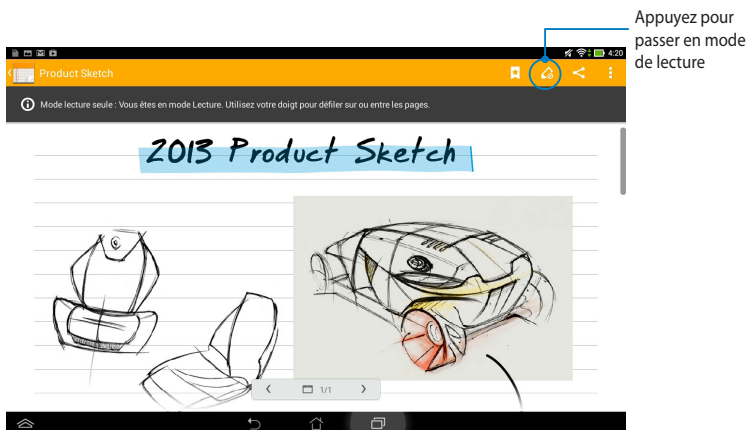 Appuyez pour
passer en mode
de lecture
4:20
Product Sketch
Mode lecture seule : Vous êtes en mode Lecture. Utilisez votre doigt pour défiler sur ou entre les pages.
2013 Product Sketch
1/1